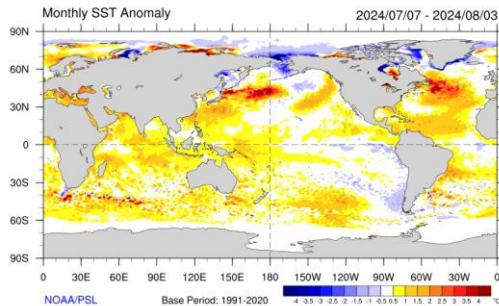 Monthly SST Anomaly 2024/07/07 - 2024/08/03
90N
60N
30N
0
30S
60S
90S
0 30E 60E 90E 120E 150E 180 150W 120W 90W 60W 30W 0
NOAA/PSL Base Period: 1991-2020
-4 -3.5 -3 -2.5 -2 -1.5 -1 -0.5 0.5 1 1.5 2 2.5 3 3.5 4 °C